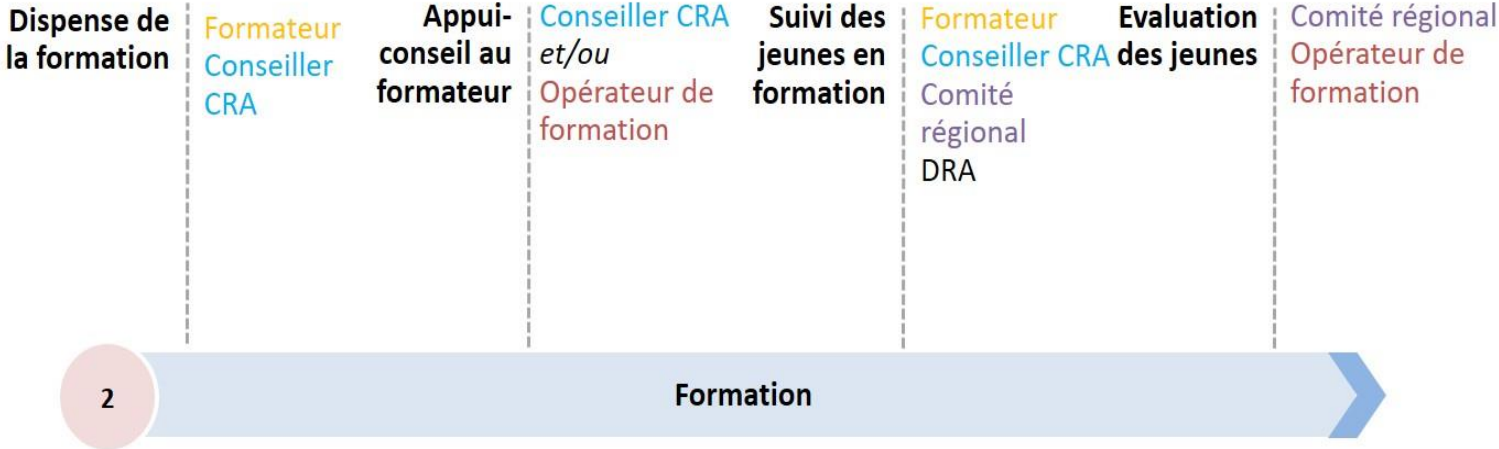 Dispense de
la formation
Formateur
Conseiller
CRA
Appui-
conseil au
formateur
Conseiller CRA
et/ou
Opérateur de
formation
Suivi des
jeunes en
formation
Formateur
Conseiller CRA
Comité
régional
DRA
Evaluation
des jeunes
Comité régional
Opérateur de
formation
2
Formation